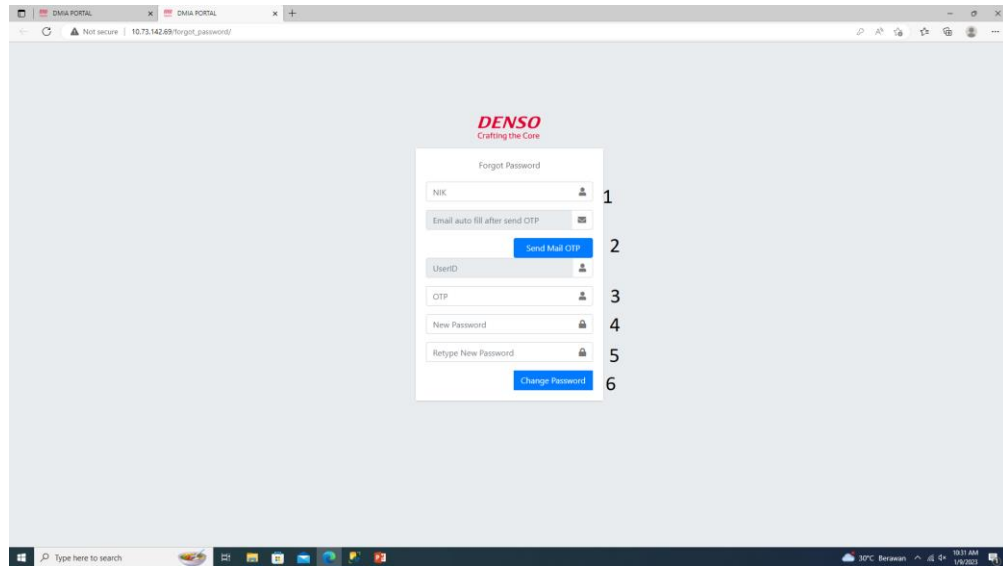 DMIA PORTAL
DMIA PORTAL
Not secure | 10.73.142.69/forgot_password/
DENSO
Crafting the Core
Forgot Password
NIK
1
Email auto fill after send OTP
Send Mail OTP
2
UserID
OTP
3
New Password
4
Retype New Password
5
Change Password
6
Type here to search
30°C Berawan
10:31 AM
1/9/2023